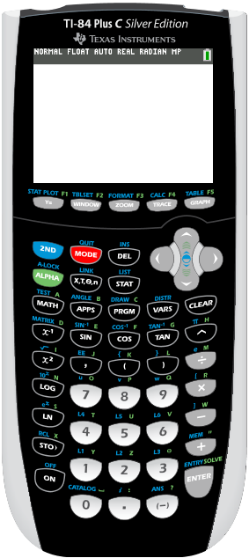 TI-84 Plus C Silver Edition
TEXAS INSTRUMENTS
NORMAL FLOAT AUTO REAL RADIAN MP
STAT PLOT F1 TBLSET F2 FORMAT F3 CALC F4 TABLE F5
Y= WINDOW ZOOM TRACE GRAPH
QUIT INS
2ND MODE DEL
A-LOCK LINK LIST
ALPHA X,T,Θ,n STAT
TEST A ANGLE B DRAW C DISTR
MATH APPS PRGM VARS CLEAR
MATRIX D SIN⁻¹ E COS⁻¹ F TAN⁻¹ G π H
x⁻¹ SIN COS TAN ^
√ I EE J { K } L e M
x² , ( ) ÷
10ˣ N u O v P w Q [ R
LOG 7 8 9 ×
eˣ S L4 T L5 U L6 V ] W
LN 4 5 6 −
RCL X L1 Y L2 Z L3 θ MEM "
STO› 1 2 3 +
OFF CATALOG ⎵ i : ANS ? ENTRY SOLVE
ON 0 . (−) ENTER